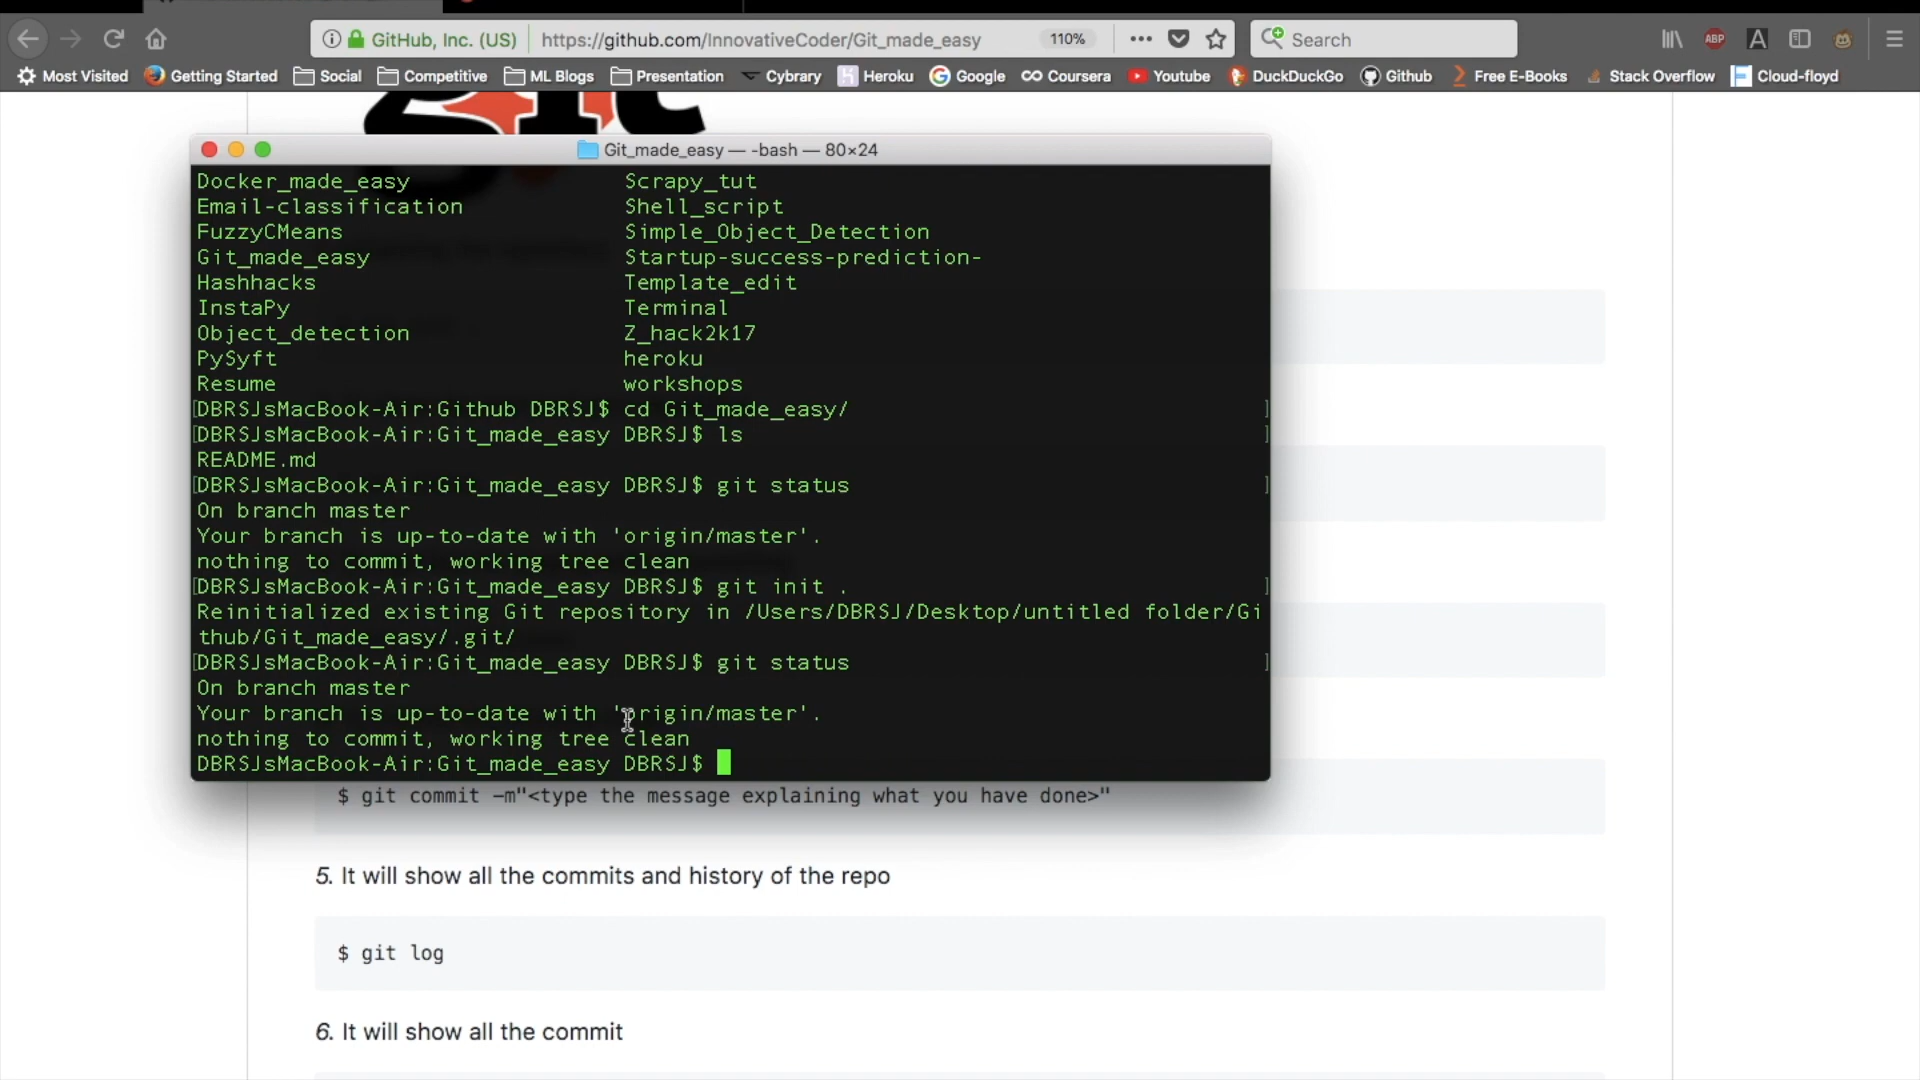 GitHub, Inc. (US) https://github.com/InnovativeCoder/Git_made_easy 110% Search
Most Visited Getting Started Social Competitive ML Blogs Presentation Cybrary Heroku Google Coursera Youtube DuckDuckGo Github Free E-Books Stack Overflow Cloud-floyd
git
Git_made_easy — -bash — 80×24
Docker_made_easy Scrapy_tut
Email-classification Shell_script
FuzzyCMeans Simple_Object_Detection
Git_made_easy Startup-success-prediction-
Hashhacks Template_edit
InstaPy Terminal
Object_detection Z_hack2k17
PySyft heroku
Resume workshops
[DBRSJsMacBook-Air:Github DBRSJ$ cd Git_made_easy/ ]
[DBRSJsMacBook-Air:Git_made_easy DBRSJ$ ls ]
README.md
[DBRSJsMacBook-Air:Git_made_easy DBRSJ$ git status ]
On branch master
Your branch is up-to-date with 'origin/master'.
nothing to commit, working tree clean
[DBRSJsMacBook-Air:Git_made_easy DBRSJ$ git init . ]
Reinitialized existing Git repository in /Users/DBRSJ/Desktop/untitled folder/Gi
thub/Git_made_easy/.git/
[DBRSJsMacBook-Air:Git_made_easy DBRSJ$ git status ]
On branch master
Your branch is up-to-date with 'origin/master'.
nothing to commit, working tree clean
DBRSJsMacBook-Air:Git_made_easy DBRSJ$
$ git commit -m"<type the message explaining what you have done>"
5. It will show all the commits and history of the repo
$ git log
6. It will show all the commit